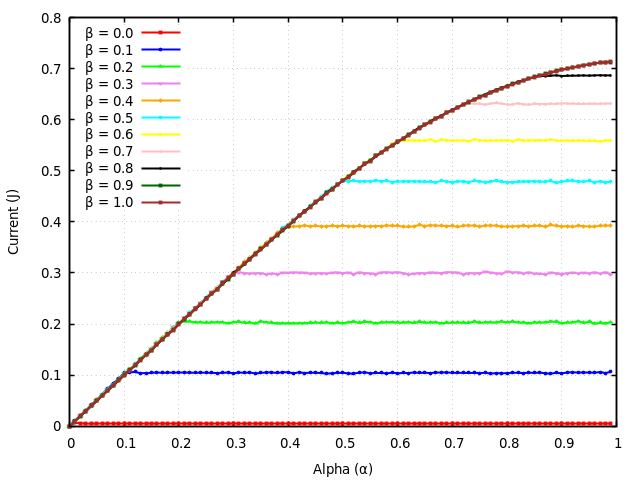 0.8
0.7
0.6
0.5
0.4
0.3
0.2
0.1
0
β = 0.0
β = 0.1
β = 0.2
β = 0.3
β = 0.4
β = 0.5
β = 0.6
β = 0.7
β = 0.8
β = 0.9
β = 1.0
Current (J)
0 0.1 0.2 0.3 0.4 0.5 0.6 0.7 0.8 0.9 1
Alpha (α)